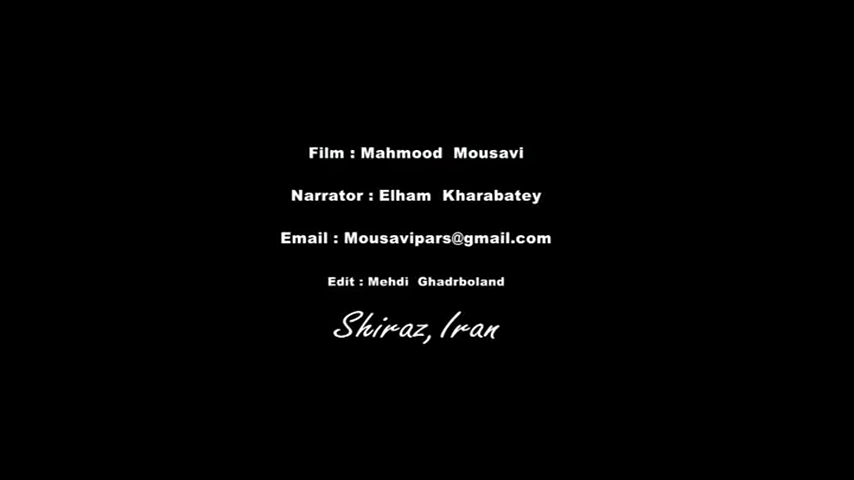 Film : Mahmood Mousavi
Narrator : Elham Kharabatey
Email : Mousavipars@gmail.com
Edit : Mehdi Ghadrboland
Shiraz, Iran